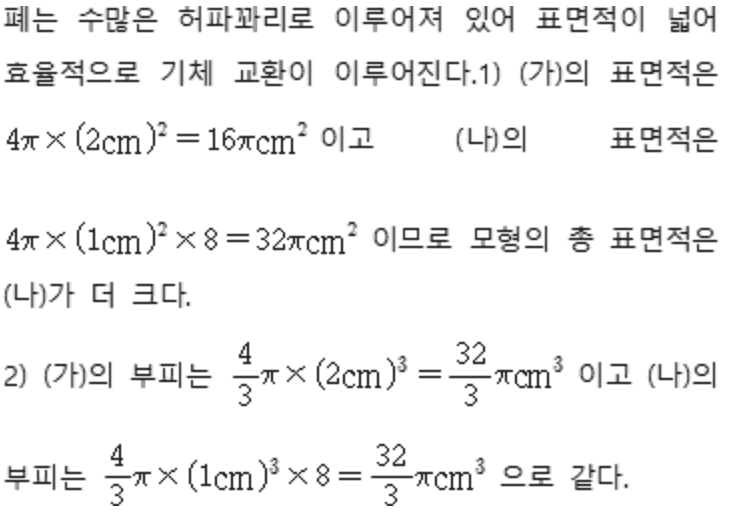 폐는 수많은 허파꽈리로 이루어져 있어 표면적이 넓어
효율적으로 기체 교환이 이루어진다.1) (가)의 표면적은
4π×(2cm)²=16πcm² 이고 (나)의 표면적은
4π×(1cm)²×8=32πcm² 이므로 모형의 총 표면적은
(나)가 더 크다.
2) (가)의 부피는 4/3π×(2cm)³=32/3πcm³ 이고 (나)의
부피는 4/3π×(1cm)³×8=32/3πcm³ 으로 같다.